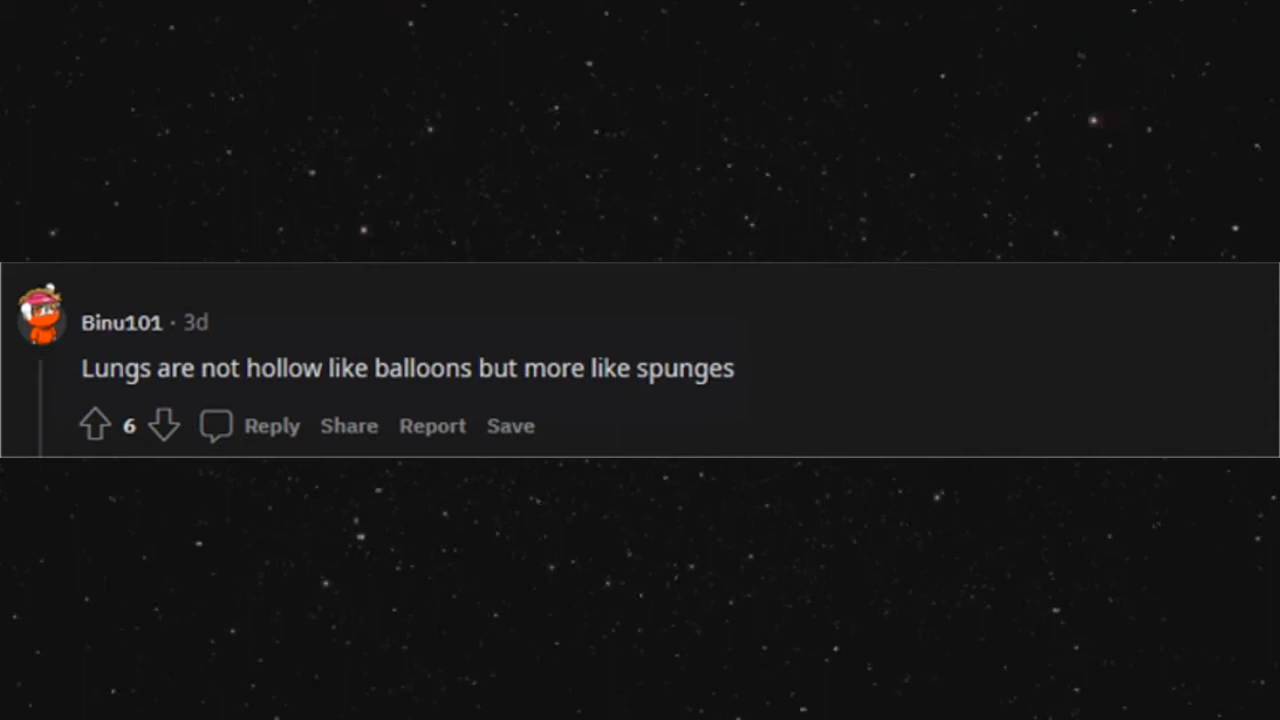 Binu101 · 3d
Lungs are not hollow like balloons but more like spunges
6 Reply Share Report Save